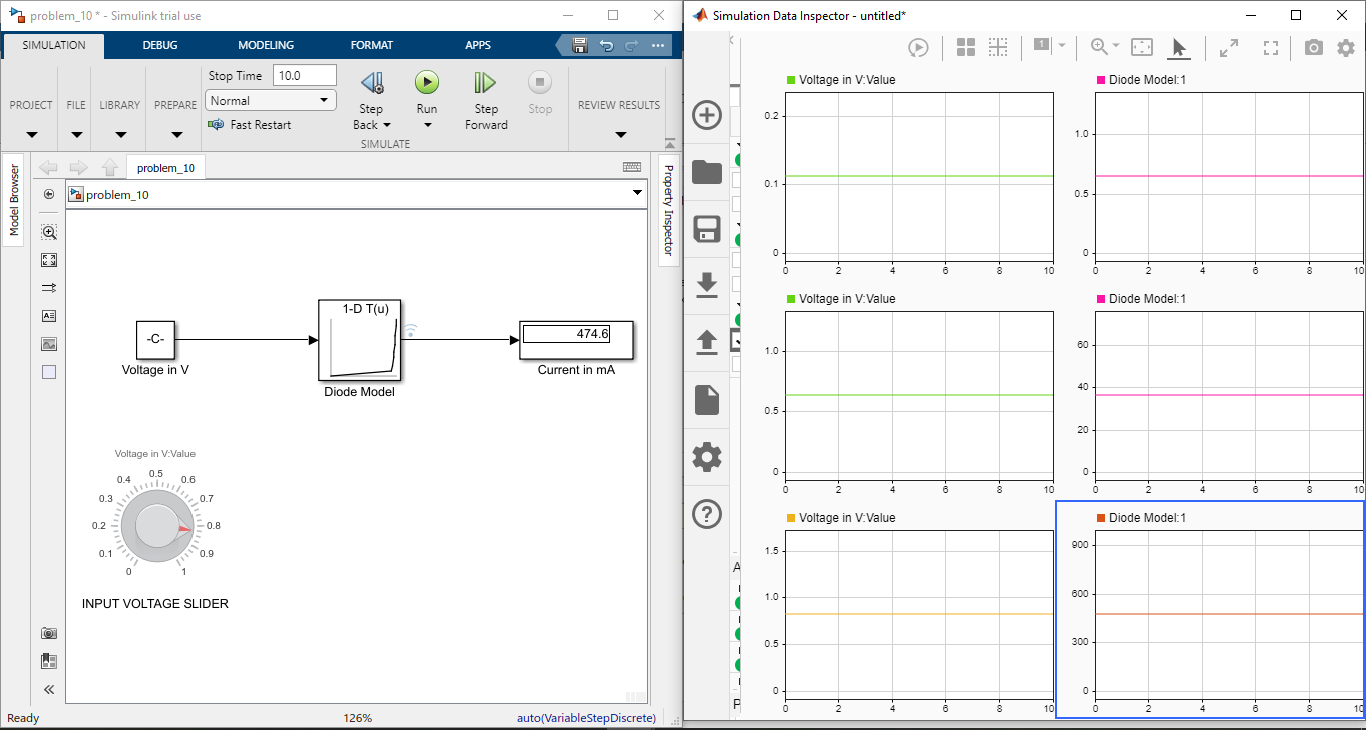 problem_10 * - Simulink trial use
SIMULATION
DEBUG
MODELING
FORMAT
APPS
PROJECT
FILE
LIBRARY
PREPARE
Stop Time 10.0
Normal
Fast Restart
Step Back
Run
Step Forward
Stop
SIMULATE
REVIEW RESULTS
Model Browser
problem_10
problem_10
Property Inspector
-C-
Voltage in V
1-D T(u)
Diode Model
474.6
Current in mA
Voltage in V:Value
0 0.1 0.2 0.3 0.4 0.5 0.6 0.7 0.8 0.9 1
INPUT VOLTAGE SLIDER
Ready
126%
auto(VariableStepDiscrete)
Simulation Data Inspector - untitled*
1
Voltage in V:Value
0.2
0.1
0
0 2 4 6 8 10
Diode Model:1
1.0
0.5
0
0 2 4 6 8 10
Voltage in V:Value
1.0
0.5
0
0 2 4 6 8 10
Diode Model:1
60
40
20
0
0 2 4 6 8 10
Voltage in V:Value
1.5
1.0
0.5
0
0 2 4 6 8 10
Diode Model:1
900
600
300
0
0 2 4 6 8 10